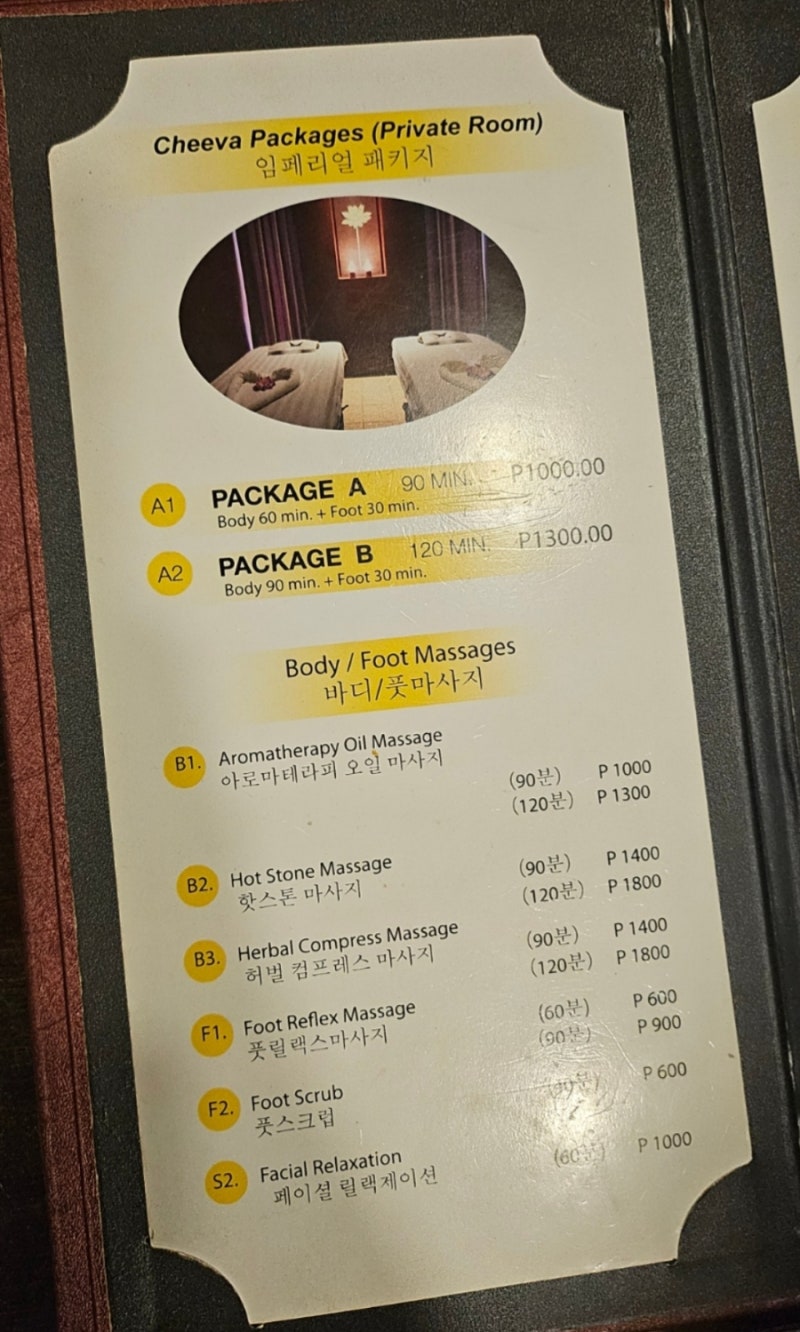 Cheeva Packages (Private Room)
임페리얼 패키지
A1 PACKAGE A 90 MIN. P1000.00
Body 60 min. + Foot 30 min.
A2 PACKAGE B 120 MIN. P1300.00
Body 90 min. + Foot 30 min.
Body / Foot Massages
바디/풋마사지
B1. Aromatherapy Oil Massage
아로마테라피 오일 마사지
(90분) P 1000
(120분) P 1300
B2. Hot Stone Massage (90분) P 1400
핫스톤 마사지 (120분) P 1800
B3. Herbal Compress Massage (90분) P 1400
허벌 컴프레스 마사지 (120분) P 1800
F1. Foot Reflex Massage (60분) P 600
풋릴랙스마사지 (90분) P 900
F2. Foot Scrub P 600
풋스크럽
S2. Facial Relaxation (60분) P 1000
페이셜 릴랙제이션